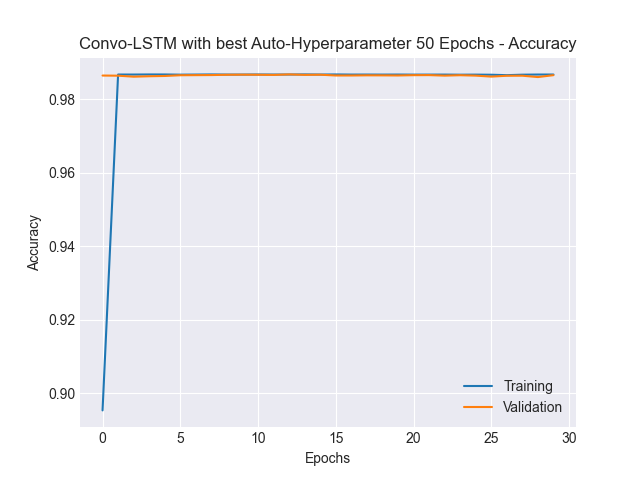 Convo-LSTM with best Auto-Hyperparameter 50 Epochs - Accuracy
0.98
0.96
0.94
0.92
0.90
Accuracy
Training
Validation
0 5 10 15 20 25 30
Epochs